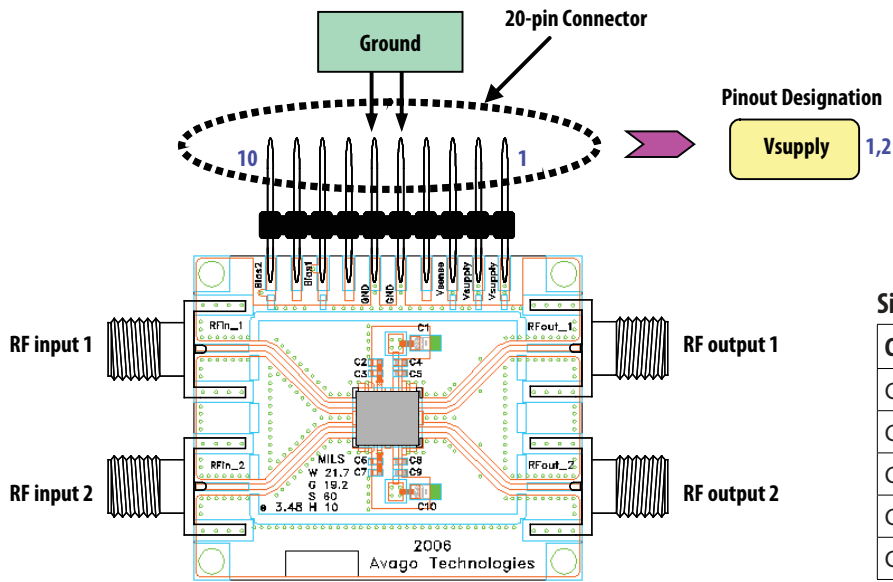 20-pin Connector
Ground
Pinout Designation
10
1
Vsupply
1,2
Bias2
Bias1
GND
GND
Vsense
Vsupply
Vsupply
RF input 1
RFin_1
C1
RFout_1
RF output 1
C2
C4
C3
C5
RF input 2
RFin_2
C6
C8
C7
C9
RFout_2
RF output 2
MILS
W 21.7
G 19.2
S 60
e 3.48 H 10
C10
2006
Avago Technologies